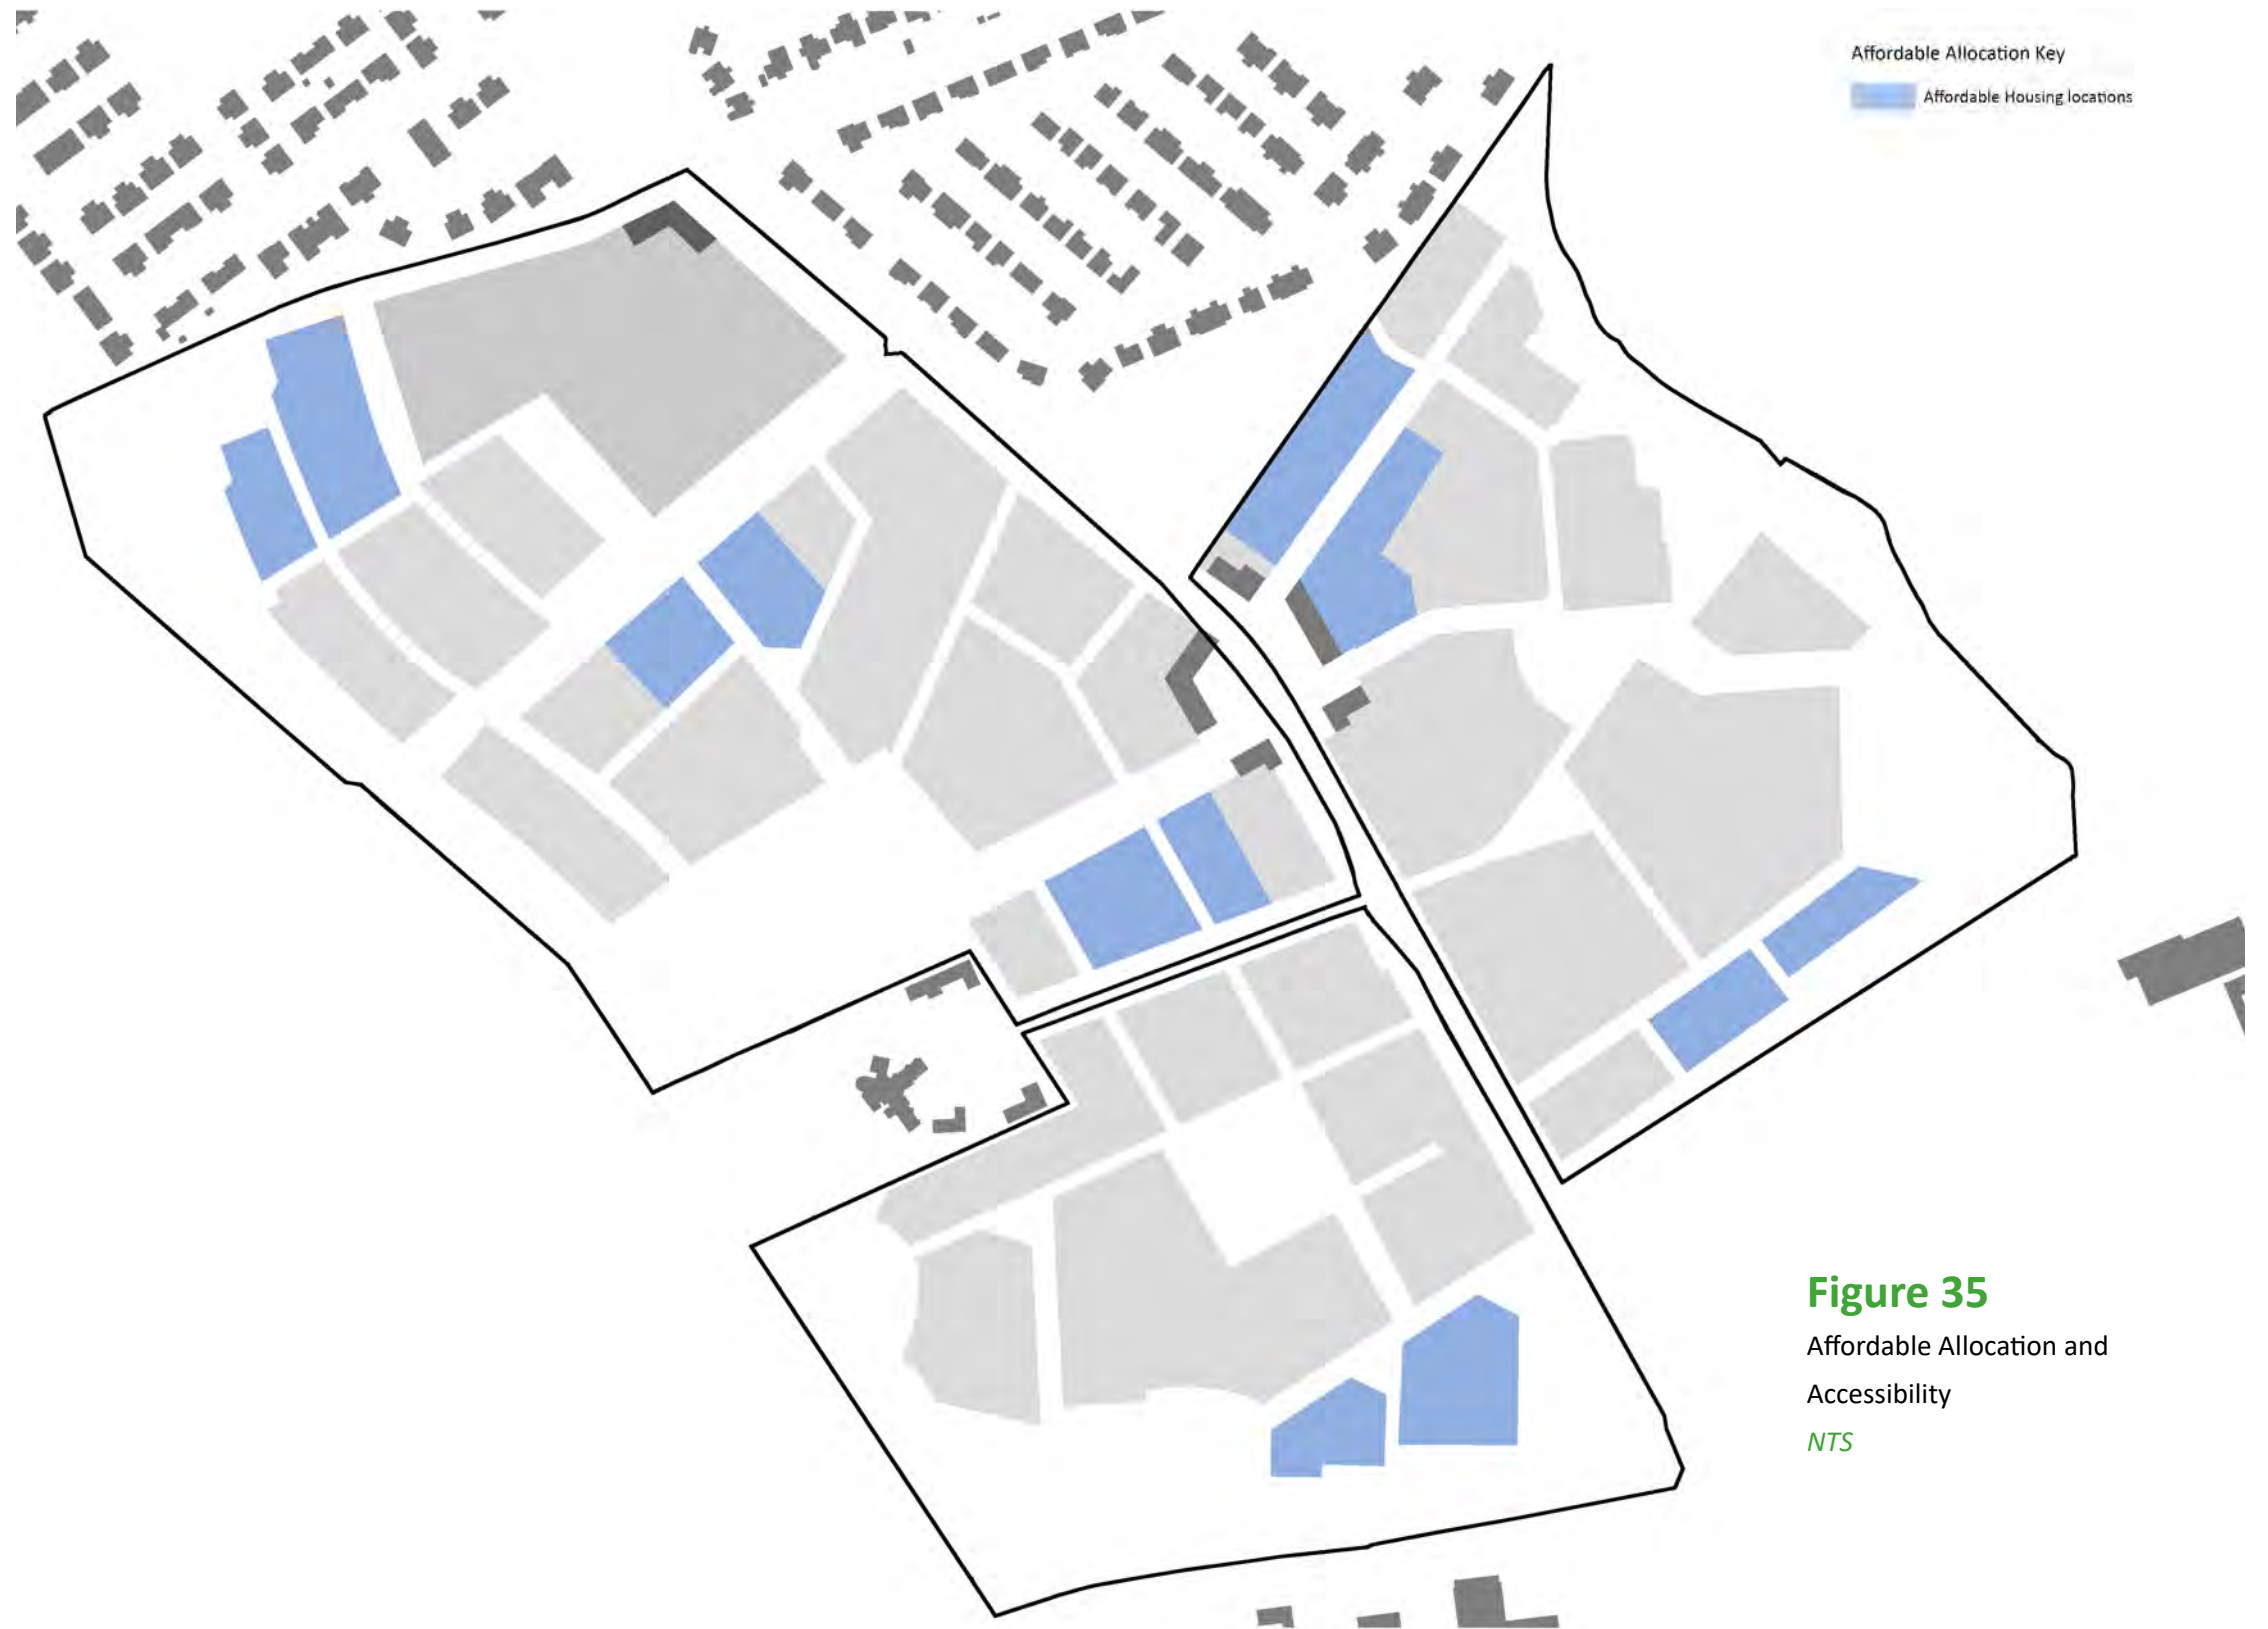 Affordable Allocation Key
Affordable Housing locations
Figure 35
Affordable Allocation and
Accessibility
NTS